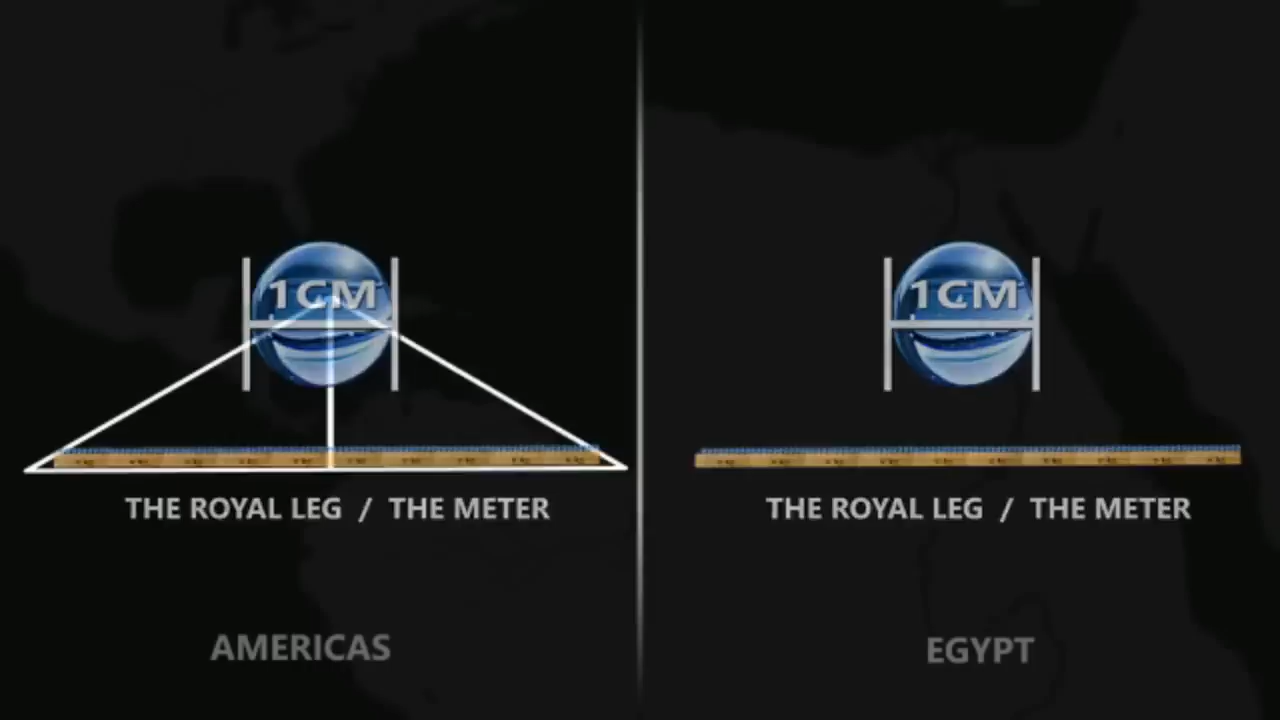 1CM
THE ROYAL LEG / THE METER
AMERICAS
1CM
THE ROYAL LEG / THE METER
EGYPT